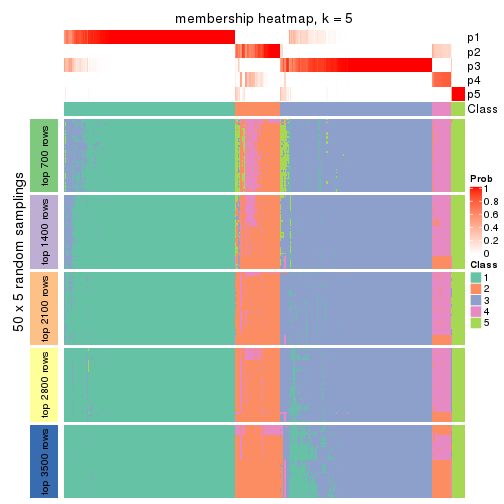 membership heatmap, k = 5
p1
p2
p3
p4
p5
Class
50 x 5 random samplings
top 700 rows
top 1400 rows
top 2100 rows
top 2800 rows
top 3500 rows
Prob
1
0.8
0.6
0.4
0.2
0
Class
1
2
3
4
5